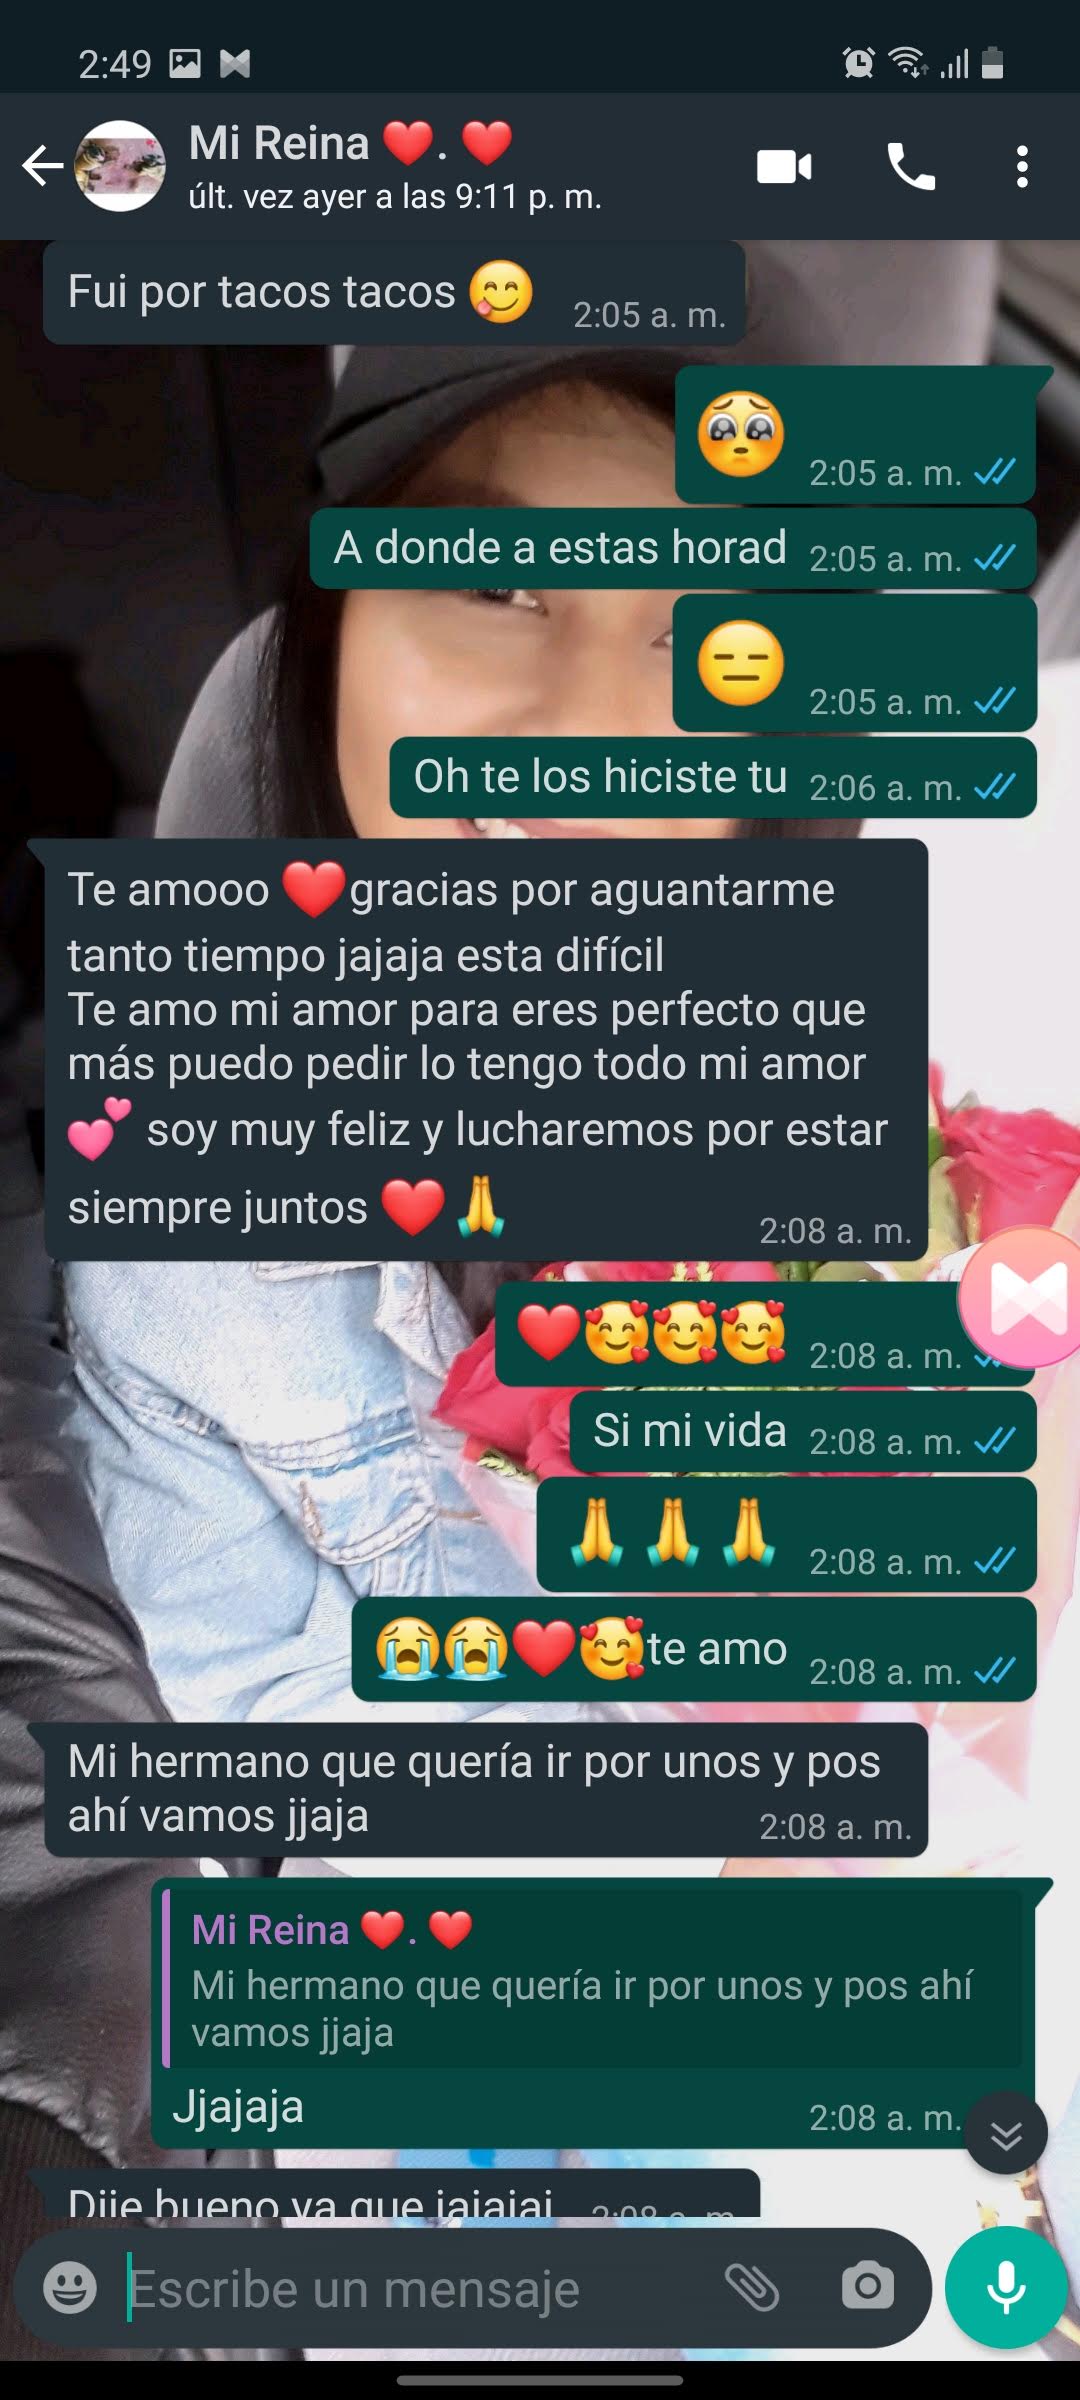 2:49
Mi Reina ❤️. ❤️
últ. vez ayer a las 9:11 p. m.
Fui por tacos tacos 😋 2:05 a. m.
🥺 2:05 a. m.
A donde a estas horad 2:05 a. m.
😑 2:05 a. m.
Oh te los hiciste tu 2:06 a. m.
Te amooo ❤️gracias por aguantarme
tanto tiempo jajaja esta difícil
Te amo mi amor para eres perfecto que
más puedo pedir lo tengo todo mi amor
💕 soy muy feliz y lucharemos por estar
siempre juntos ❤️🙏 2:08 a. m.
❤️🥰🥰🥰 2:08 a. m.
Si mi vida 2:08 a. m.
🙏 🙏 🙏 2:08 a. m.
😭😭❤️🥰te amo 2:08 a. m.
Mi hermano que quería ir por unos y pos
ahí vamos jjaja 2:08 a. m.
Mi Reina ❤️. ❤️
Mi hermano que quería ir por unos y pos ahí
vamos jjaja
Jjajaja 2:08 a. m.
Dije bueno ya que jajajaj 2:08 a. m.
Escribe un mensaje